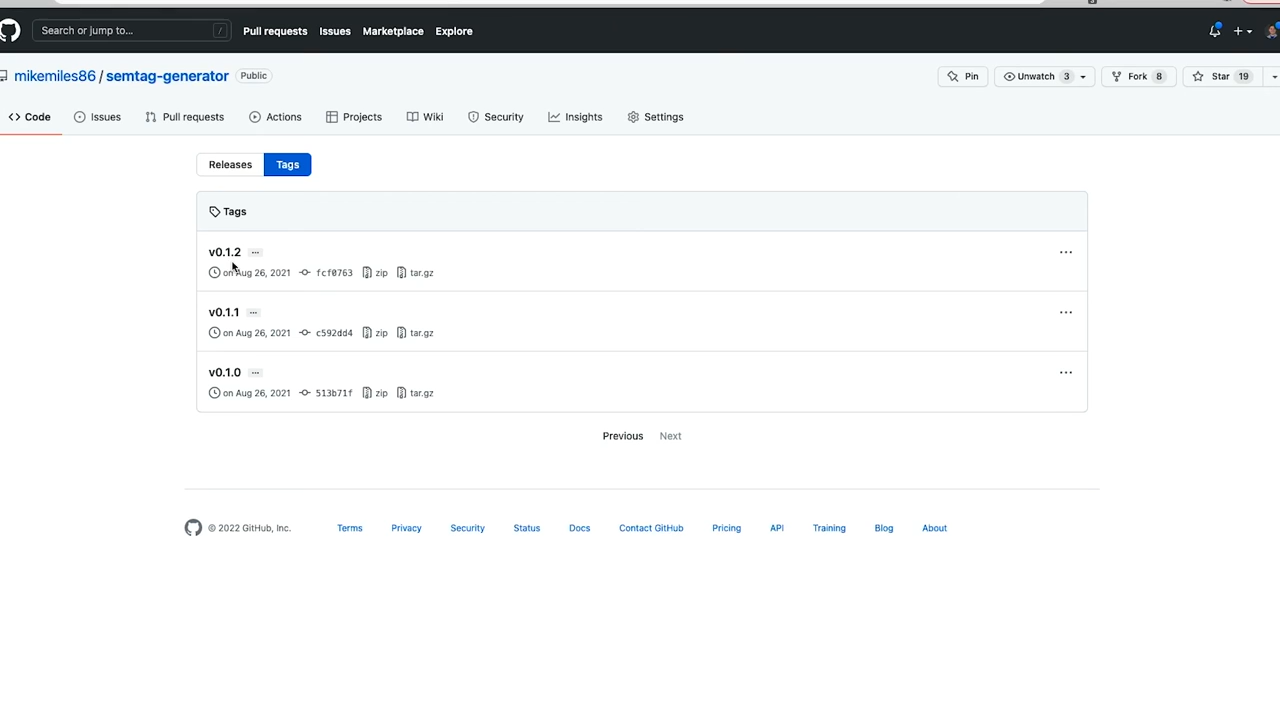 Search or jump to... / Pull requests Issues Marketplace Explore
mikemiles86 / semtag-generator Public Pin Unwatch 3 Fork 8 Star 19
Code Issues Pull requests Actions Projects Wiki Security Insights Settings
Releases Tags
Tags
v0.1.2 ...
on Aug 26, 2021 fcf0763 zip tar.gz
v0.1.1 ...
on Aug 26, 2021 c592dd4 zip tar.gz
v0.1.0 ...
on Aug 26, 2021 513b71f zip tar.gz
Previous Next
© 2022 GitHub, Inc. Terms Privacy Security Status Docs Contact GitHub Pricing API Training Blog About